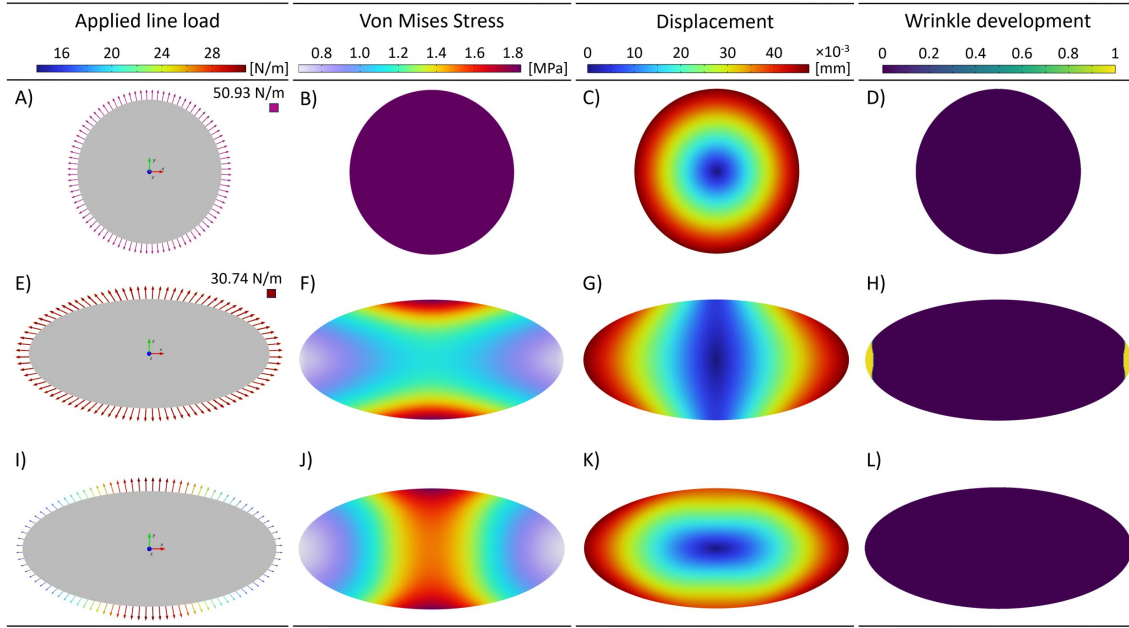 Applied line load Von Mises Stress Displacement Wrinkle development
16 20 24 28 [N/m]
0.8 1.0 1.2 1.4 1.6 1.8 [MPa]
0 10 20 30 40 ×10⁻³ [mm]
0 0.2 0.4 0.6 0.8 1
A) 50.93 N/m B) C) D)
y x z
E) 30.74 N/m F) G) H)
y x z
I) J) K) L)
y x z